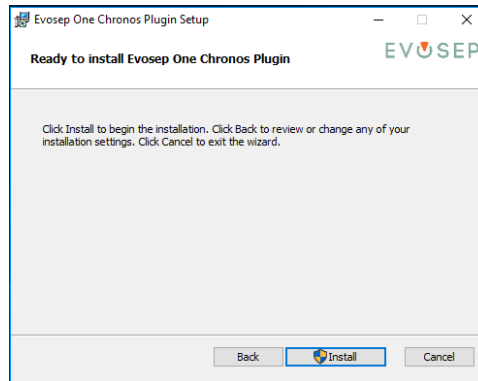 Evosep One Chronos Plugin Setup
Ready to install Evosep One Chronos Plugin
EVOSEP
Click Install to begin the installation. Click Back to review or change any of your
installation settings. Click Cancel to exit the wizard.
Back
Install
Cancel